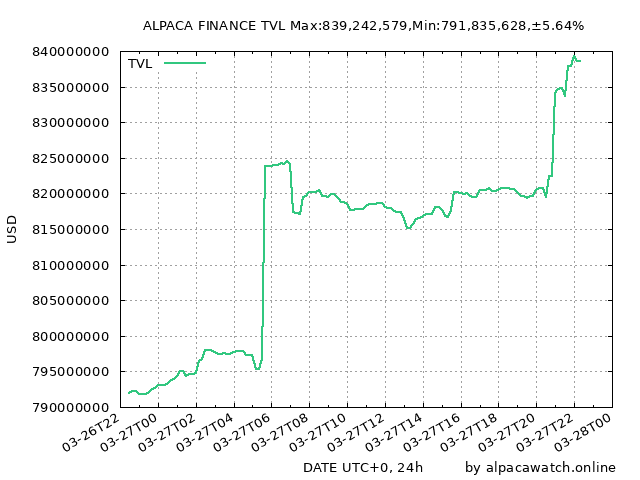 ALPACA FINANCE TVL Max:839,242,579,Min:791,835,628,±5.64%
TVL
840000000
835000000
830000000
825000000
820000000
815000000
810000000
805000000
800000000
795000000
790000000
USD
03-26T22
03-27T00
03-27T02
03-27T04
03-27T06
03-27T08
03-27T10
03-27T12
03-27T14
03-27T16
03-27T18
03-27T20
03-27T22
03-28T00
DATE UTC+0, 24h
by alpacawatch.online